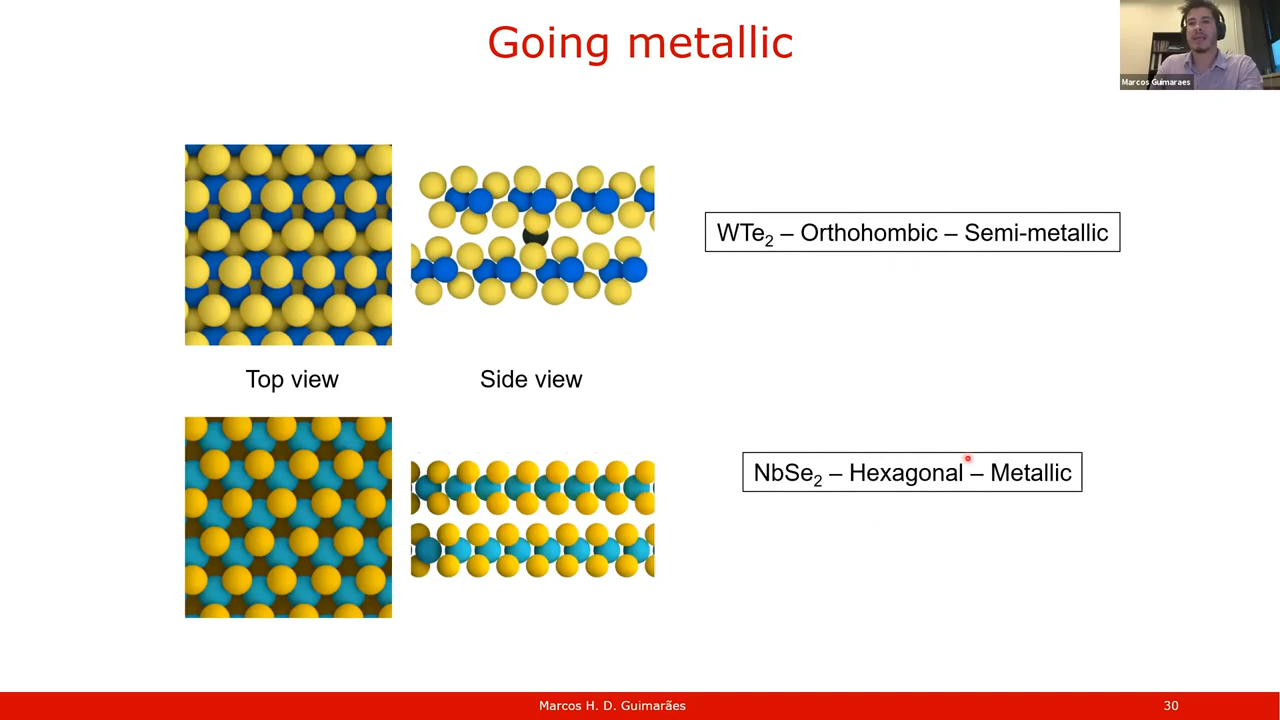 Going metallic
Marcos Guimaraes
WTe₂ – Orthohombic – Semi-metallic
Top view
Side view
NbSe₂ – Hexagonal – Metallic
Marcos H. D. Guimarães
30